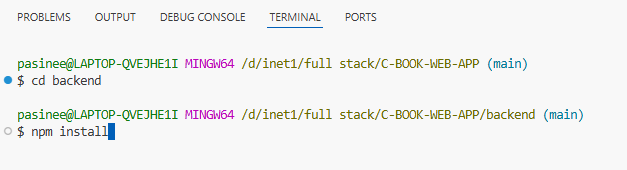 PROBLEMS OUTPUT DEBUG CONSOLE TERMINAL PORTS
pasinee@LAPTOP-QVEJHE1I MINGW64 /d/inet1/full stack/C-BOOK-WEB-APP (main)
$ cd backend
pasinee@LAPTOP-QVEJHE1I MINGW64 /d/inet1/full stack/C-BOOK-WEB-APP/backend (main)
$ npm install